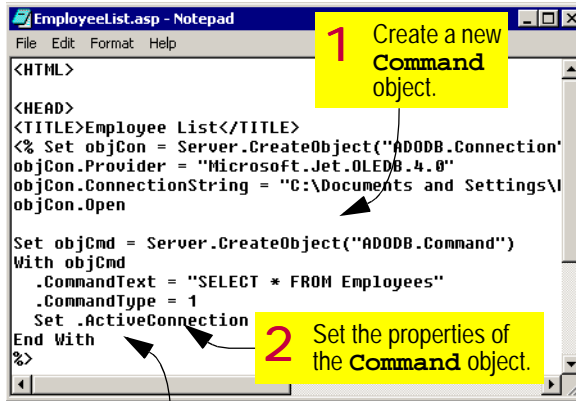 EmployeeList.asp - Notepad
File Edit Format Help
1 Create a new
Command
object.
<HTML>
<HEAD>
<TITLE>Employee List</TITLE>
<% Set objCon = Server.CreateObject("ADODB.Connection"
objCon.Provider = "Microsoft.Jet.OLEDB.4.0"
objCon.ConnectionString = "C:\Documents and Settings\
objCon.Open
Set objCmd = Server.CreateObject("ADODB.Command")
With objCmd
.CommandText = "SELECT * FROM Employees"
.CommandType = 1
Set .ActiveConnection
End With
%>
2 Set the properties of
the Command object.